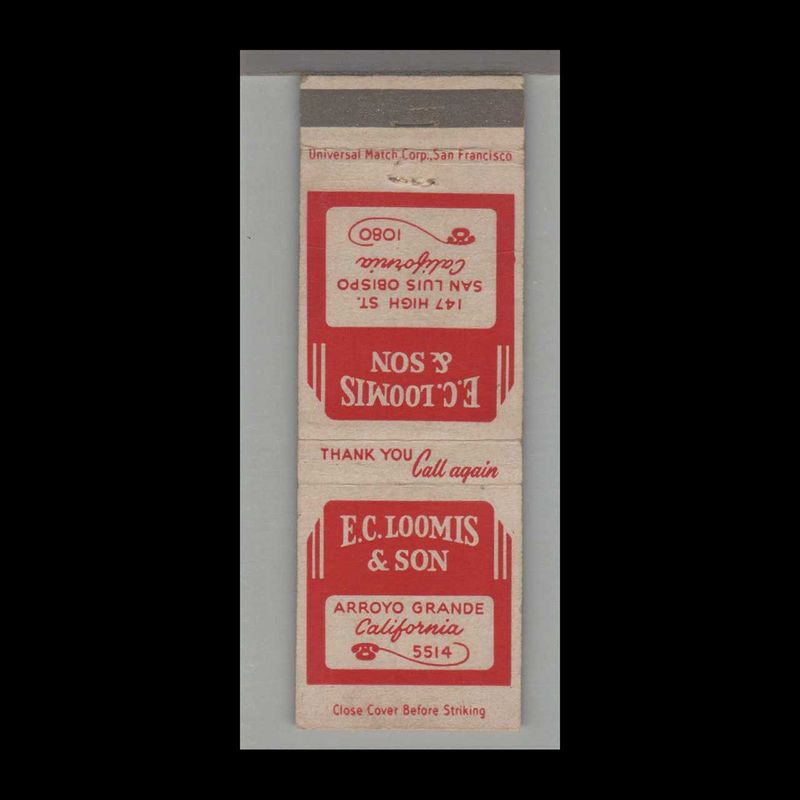 Universal Match Corp., San Francisco
E.C. LOOMIS
& SON
147 HIGH ST.
SAN LUIS OBISPO
California
1080
THANK YOU Call again
E.C. LOOMIS
& SON
ARROYO GRANDE
California
5514
Close Cover Before Striking